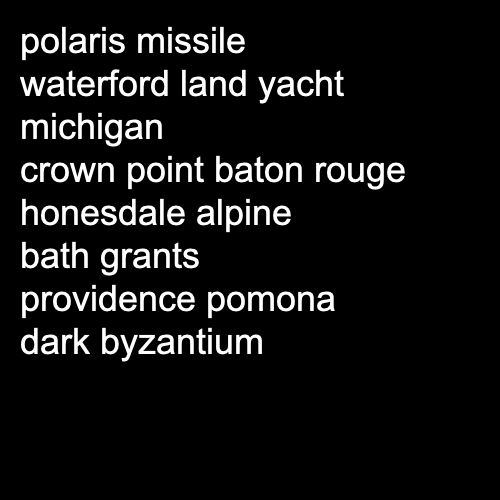 polaris missile
waterford land yacht
michigan
crown point baton rouge
honesdale alpine
bath grants
providence pomona
dark byzantium